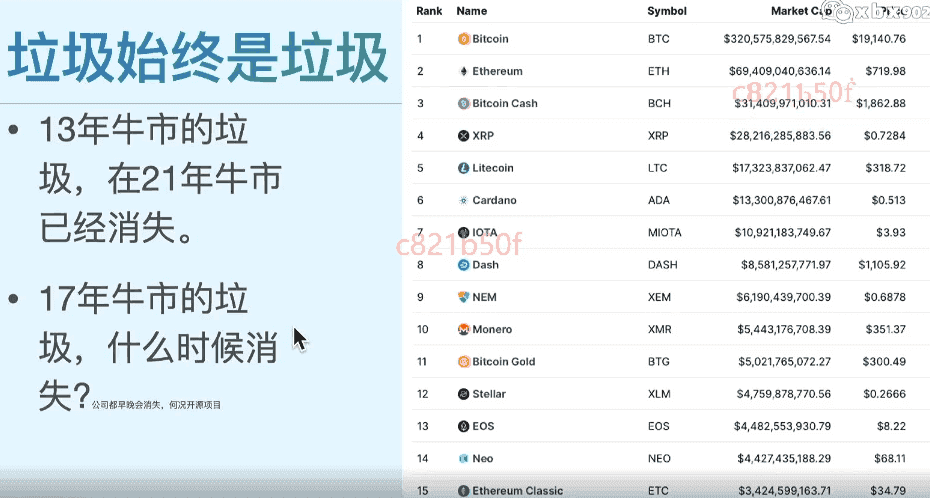 垃圾始终是垃圾
• 13年牛市的垃
圾，在21年牛市
已经消失。
• 17年牛市的垃
圾，什么时候消
失?公司都早晚会消失，何况开源项目
Rank Name Symbol Market Ca
xbx902
1 Bitcoin BTC $320,575,829,567.54 $19,140.76
2 Ethereum ETH $69,409,040,636.14 $719.98
c821b50f
3 Bitcoin Cash BCH $31,409,971,010.31 $1,862.88
4 XRP XRP $28,216,285,883.56 $0.7284
5 Litecoin LTC $17,323,837,062.47 $318.72
6 Cardano ADA $13,300,876,467.61 $0.513
7 IOTA MIOTA $10,921,183,749.67 $3.93
c821b50f
8 Dash DASH $8,581,257,771.97 $1,105.92
9 NEM XEM $6,190,439,700.39 $0.6878
10 Monero XMR $5,443,176,708.39 $351.37
11 Bitcoin Gold BTG $5,021,765,072.27 $300.49
12 Stellar XLM $4,759,878,770.56 $0.2666
13 EOS EOS $4,482,553,930.79 $8.22
14 Neo NEO $4,427,435,188.29 $68.11
15 Ethereum Classic ETC $3,424,599,163.71 $34.79